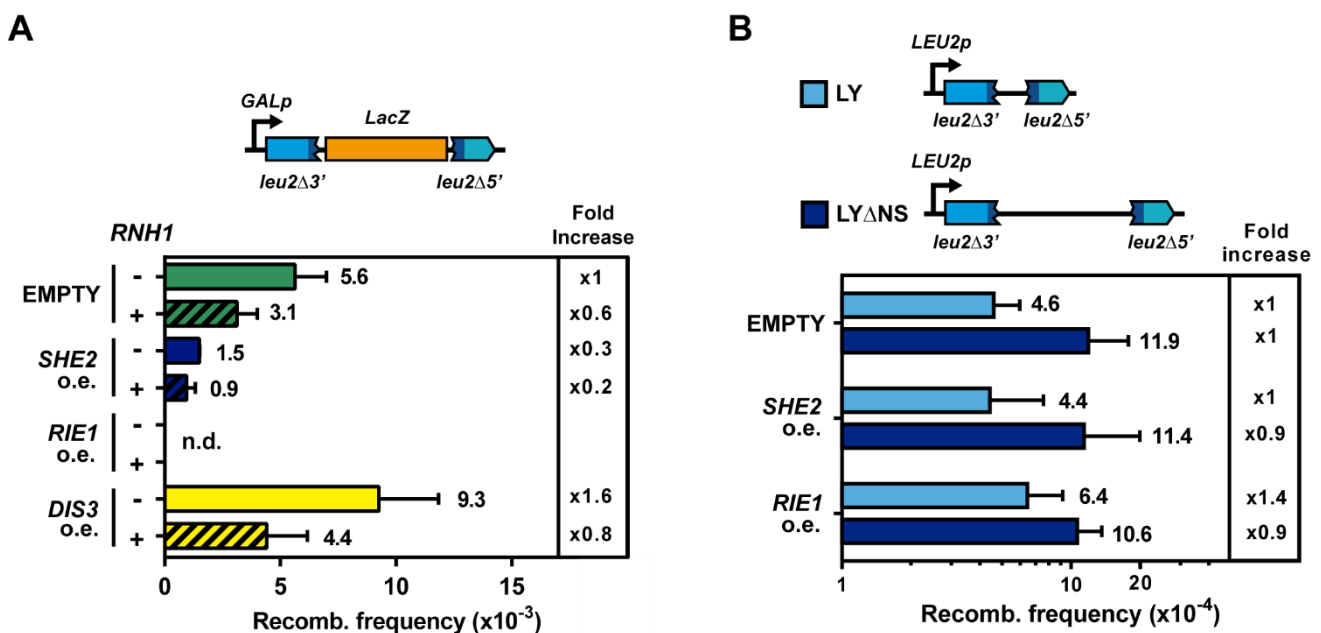 A
GALp
LacZ
leu2Δ3'
leu2Δ5'
RNH1
Fold
Increase
EMPTY
-
5.6
x1
+
3.1
x0.6
SHE2
o.e.
-
1.5
x0.3
+
0.9
x0.2
RIE1
o.e.
-
n.d.
+
DIS3
o.e.
-
9.3
x1.6
+
4.4
x0.8
0
5
10
15
Recomb. frequency (x10⁻³)
B
LEU2p
LY
leu2Δ3'
leu2Δ5'
LEU2p
LYΔNS
leu2Δ3'
leu2Δ5'
Fold
increase
EMPTY
4.6
x1
11.9
x1
SHE2
o.e.
4.4
x1
11.4
x0.9
RIE1
o.e.
6.4
x1.4
10.6
x0.9
1
10
20
Recomb. frequency (x10⁻⁴)